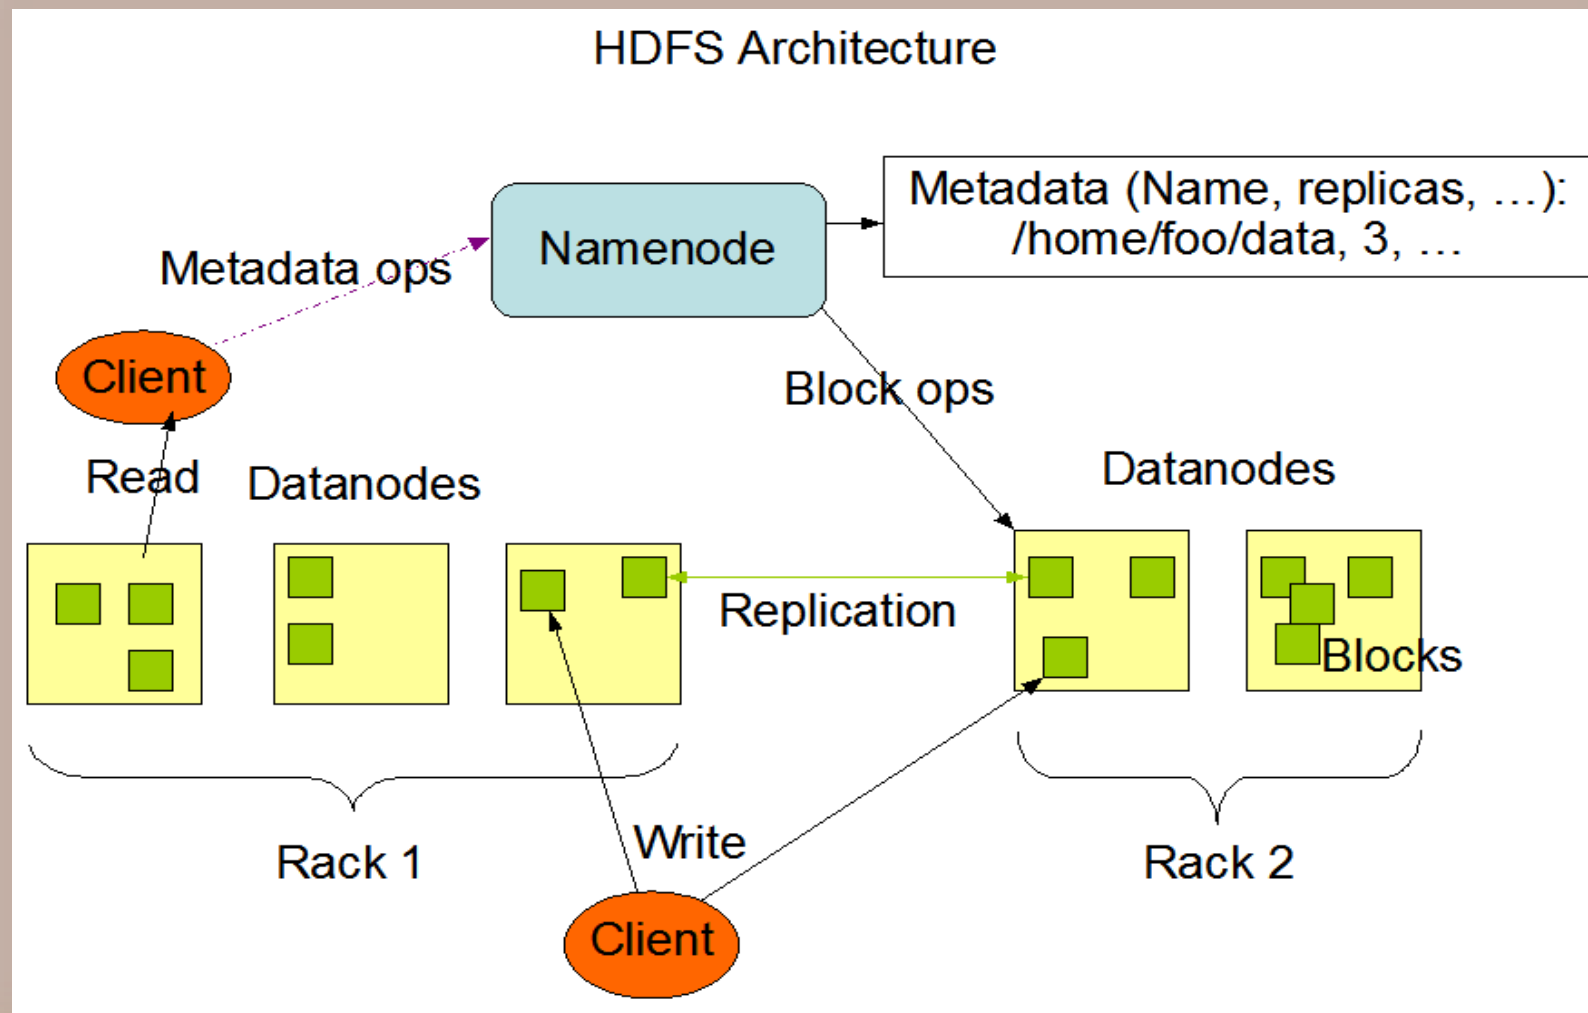 HDFS Architecture
Metadata (Name, replicas, …):
/home/foo/data, 3, …
Namenode
Metadata ops
Client
Block ops
Read
Datanodes
Datanodes
Replication
Blocks
Rack 1
Write
Rack 2
Client